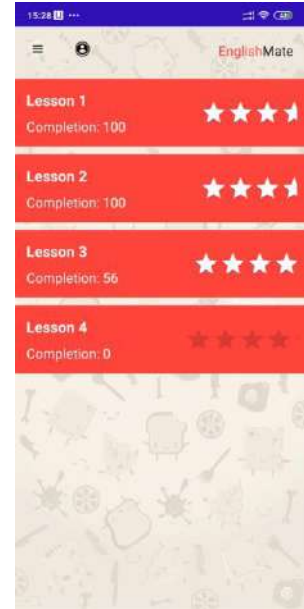 15:28
EnglishMate
Lesson 1
Completion: 100
Lesson 2
Completion: 100
Lesson 3
Completion: 56
Lesson 4
Completion: 0